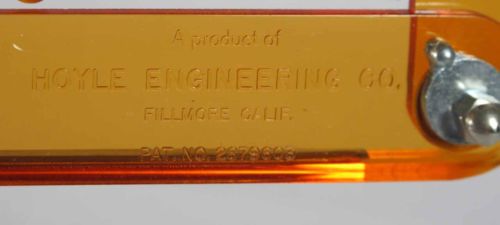 A product of
HOYLE ENGINEERING CO.
FILLMORE CALIF.
PAT. NO.